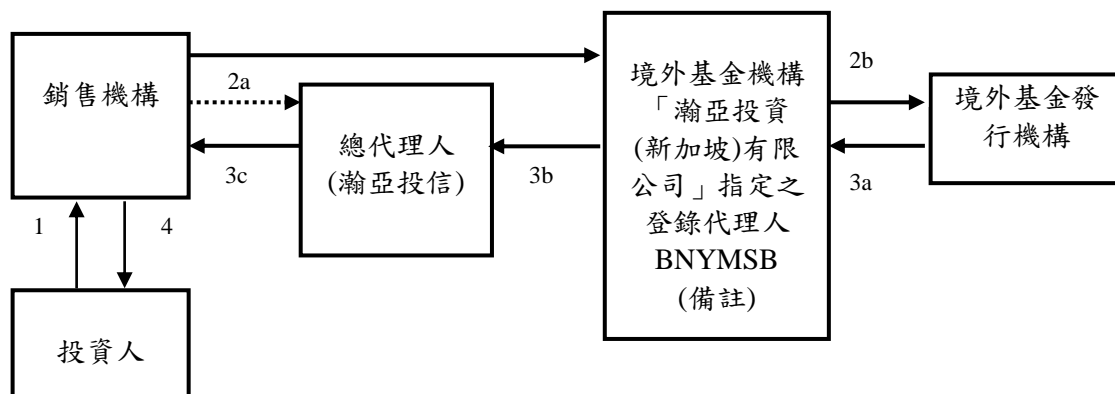 銷售機構
2a
3c
總代理人
(瀚亞投信)
3b
境外基金機構
「瀚亞投資
(新加坡)有限
公司」指定之
登錄代理人
BNYMSB
(備註)
2b
3a
境外基金發
行機構
1
4
投資人